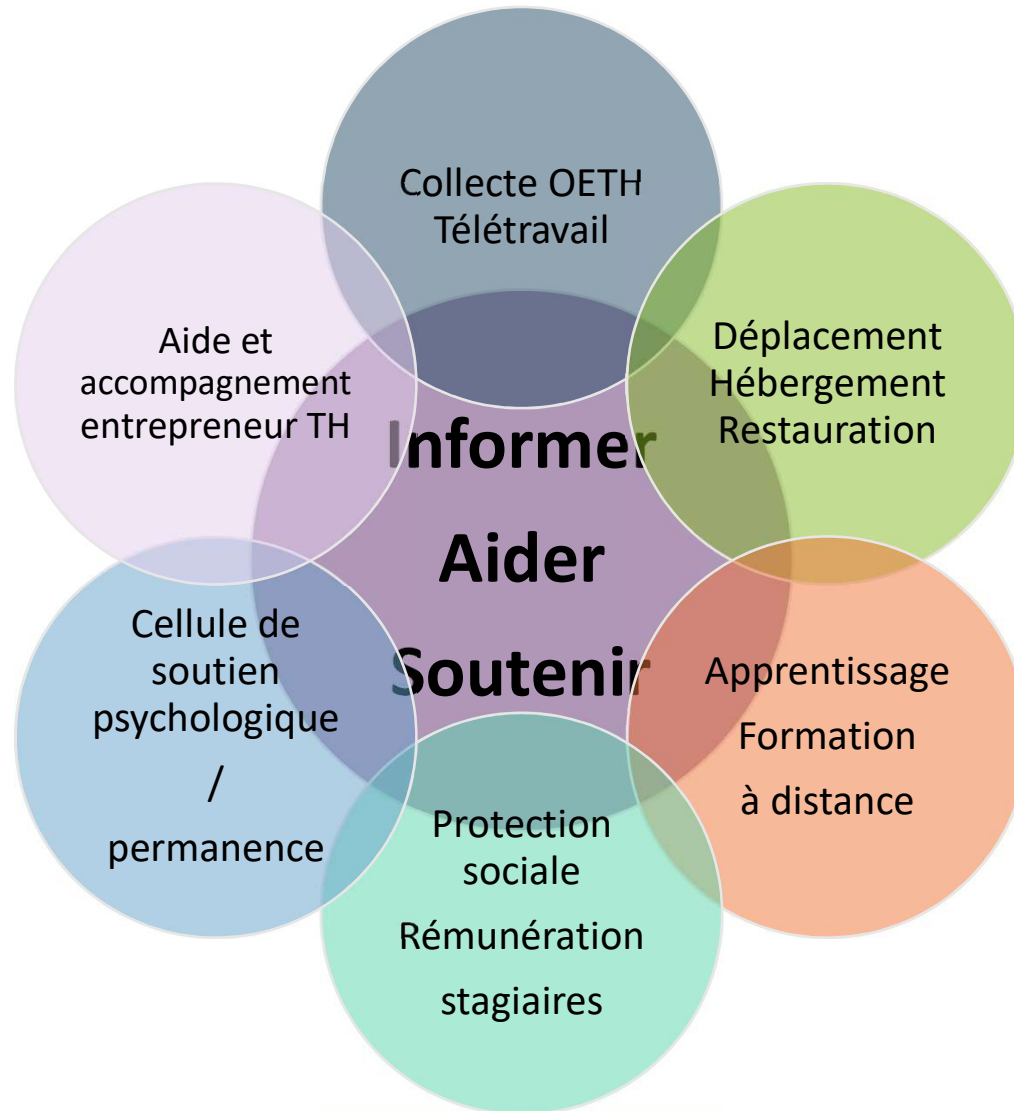 Collecte OETH
Télétravail
Déplacement
Hébergement
Restauration
Apprentissage
Formation
à distance
Protection
sociale
Rémunération
stagiaires
Cellule de
soutien
psychologique
/
permanence
Aide et
accompagnement
entrepreneur TH
Informer
Aider
Soutenir